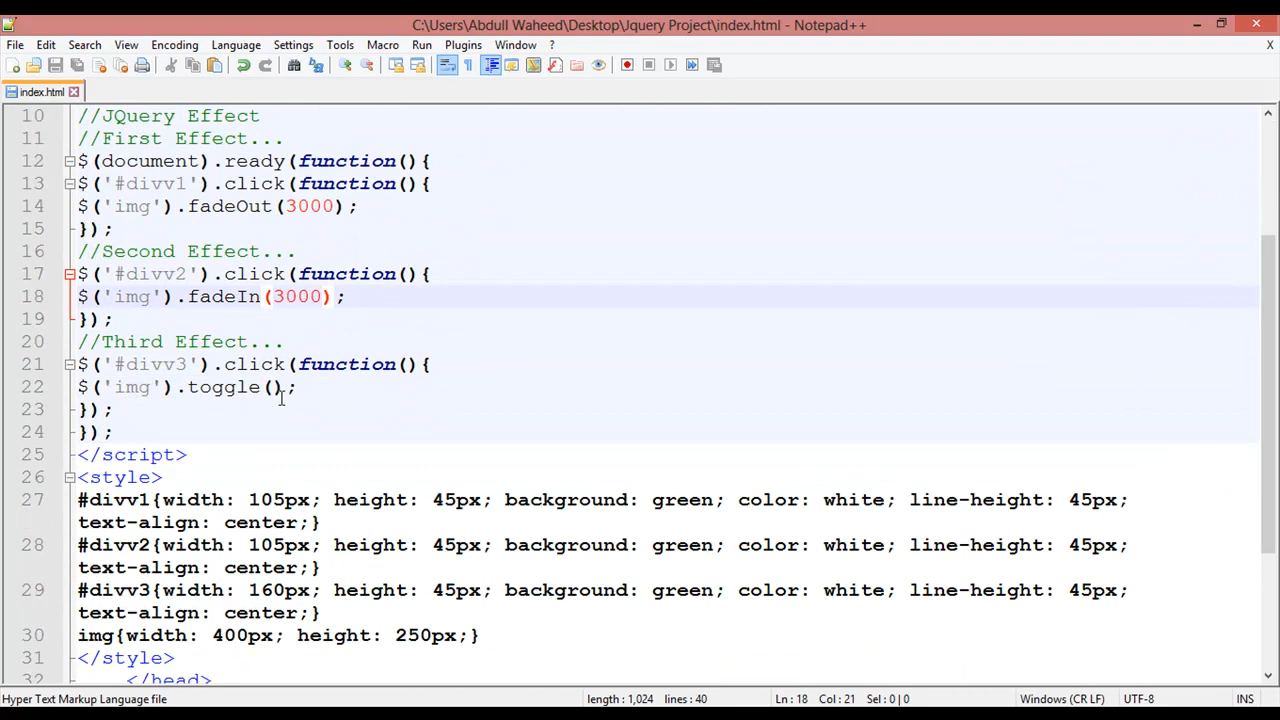 C:\Users\Abdull Waheed\Desktop\Jquery Project\index.html - Notepad++
File Edit Search View Encoding Language Settings Tools Macro Run Plugins Window ? X
index.html
10 //JQuery Effect
11 //First Effect...
12 $(document).ready(function(){
13 $('#divv1').click(function(){
14 $('img').fadeOut(3000);
15 });
16 //Second Effect...
17 $('#divv2').click(function(){
18 $('img').fadeIn(3000);
19 });
20 //Third Effect...
21 $('#divv3').click(function(){
22 $('img').toggle();
23 });
24 });
25 </script>
26 <style>
27 #divv1{width: 105px; height: 45px; background: green; color: white; line-height: 45px;
text-align: center;}
28 #divv2{width: 105px; height: 45px; background: green; color: white; line-height: 45px;
text-align: center;}
29 #divv3{width: 160px; height: 45px; background: green; color: white; line-height: 45px;
text-align: center;}
30 img{width: 400px; height: 250px;}
31 </style>
32 </head>
Hyper Text Markup Language file length : 1,024 lines : 40 Ln : 18 Col : 21 Sel : 0 | 0 Windows (CR LF) UTF-8 INS